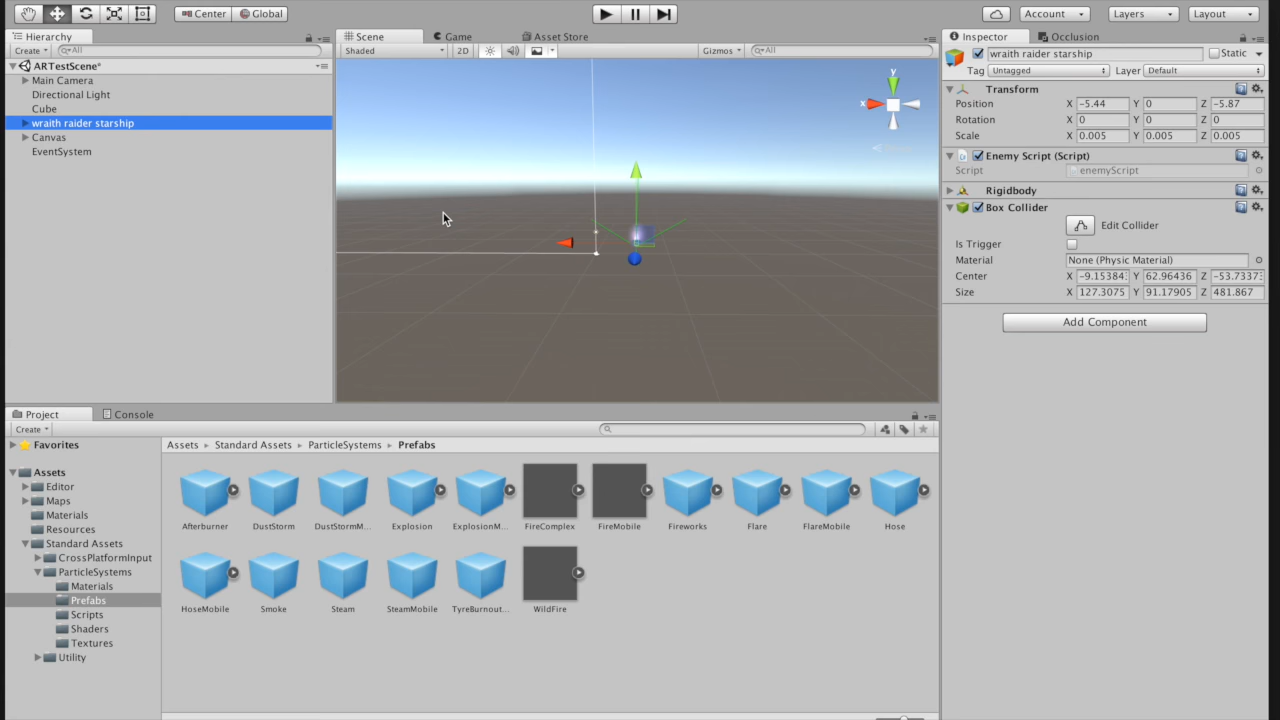 Center Global Account Layers Layout
Hierarchy
Create All
ARTestScene*
Main Camera
Directional Light
Cube
wraith raider starship
Canvas
EventSystem
Scene Game Asset Store
Shaded 2D Gizmos All
y
x
Inspector Occlusion
wraith raider starship Static
Tag Untagged Layer Default
Transform
Position X -5.44 Y 0 Z -5.87
Rotation X 0 Y 0 Z 0
Scale X 0.005 Y 0.005 Z 0.005
Enemy Script (Script)
Script enemyScript
Rigidbody
Box Collider
Edit Collider
Is Trigger
Material None (Physic Material)
Center X -9.15384 Y 62.96436 Z -53.7337
Size X 127.3075 Y 91.17905 Z 481.867
Add Component
Project Console
Create
Favorites
Assets
Editor
Maps
Materials
Resources
Standard Assets
CrossPlatformInput
ParticleSystems
Materials
Prefabs
Scripts
Shaders
Textures
Utility
Assets Standard Assets ParticleSystems Prefabs
Afterburner DustStorm DustStormM... Explosion ExplosionM... FireComplex FireMobile Fireworks Flare FlareMobile Hose
HoseMobile Smoke Steam SteamMobile TyreBurnout... WildFire